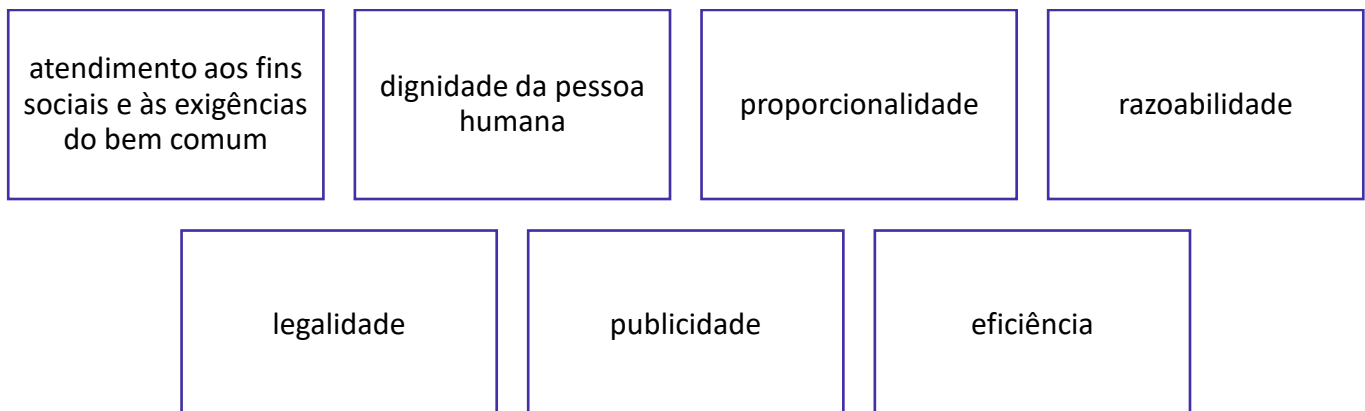 atendimento aos fins
sociais e às exigências
do bem comum
dignidade da pessoa
humana
proporcionalidade
razoabilidade
legalidade
publicidade
eficiência